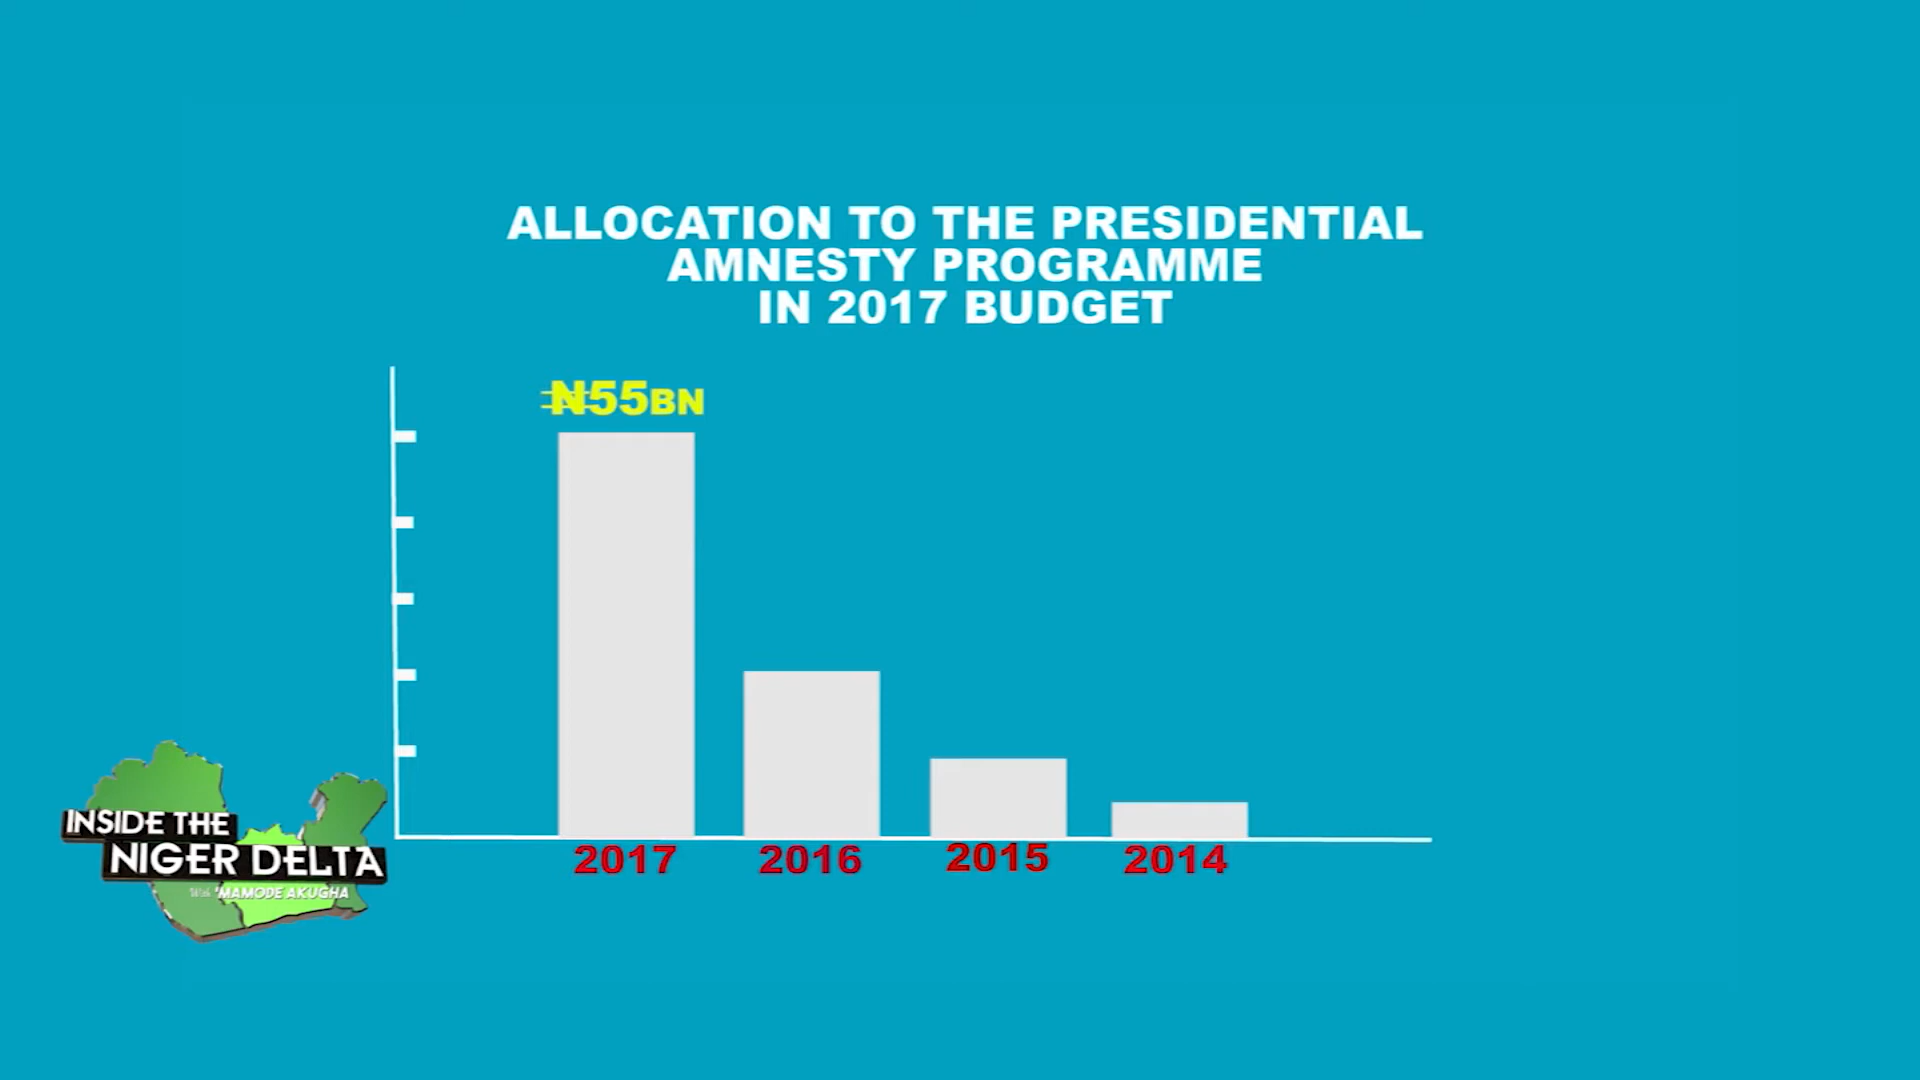 ALLOCATION TO THE PRESIDENTIAL
AMNESTY PROGRAMME
IN 2017 BUDGET
₦55BN
2017 2016 2015 2014
INSIDE THE
NIGER DELTA
With 'MAMODE AKUGHA